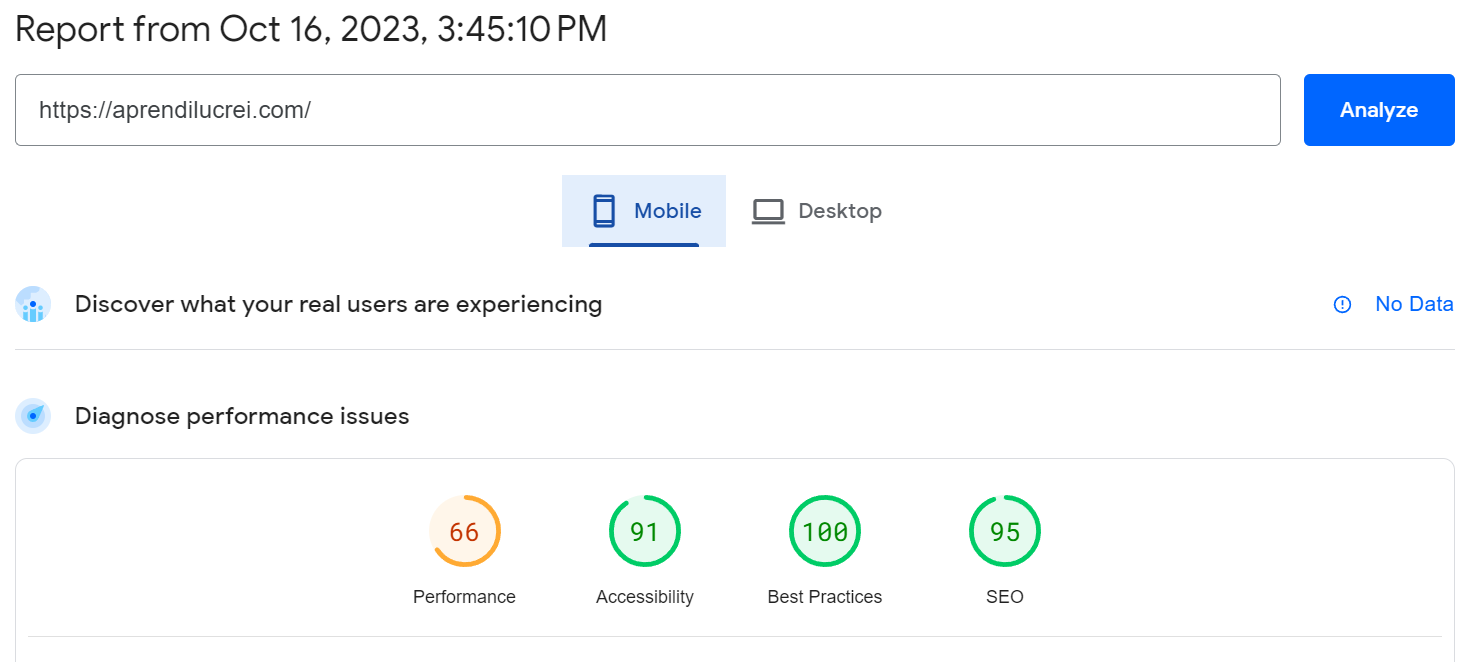 Report from Oct 16, 2023, 3:45:10 PM
https://aprendilucrei.com/
Analyze
Mobile
Desktop
Discover what your real users are experiencing
No Data
Diagnose performance issues
66
91
100
95
Performance
Accessibility
Best Practices
SEO